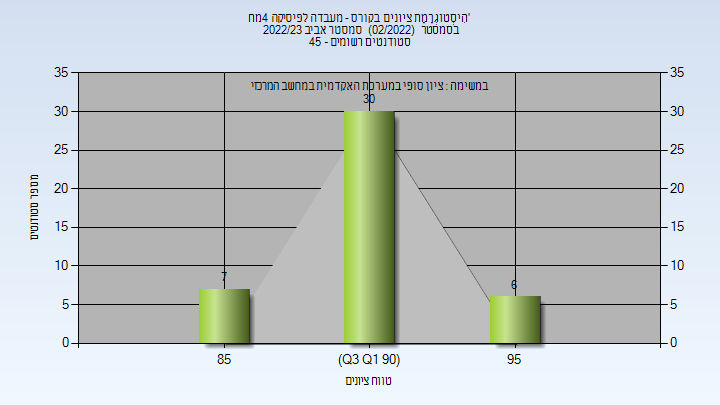 הִיסְטוֹגְרָמַת ציונים בקורס - מעבדה לפיסיקה 4מח'
בסמסטר (02/2022) סמסטר אביב 2022/23
סטודנטים רשומים - 45
במשימה : ציון סופי במערכת האקדמית במחשב המרכזי
35 35
30 30
25 25
20 20
15 15
10 10
5 5
0 0
7
30
6
מספר סטודנטים
85
(Q3 Q1 90)
95
טווח ציונים